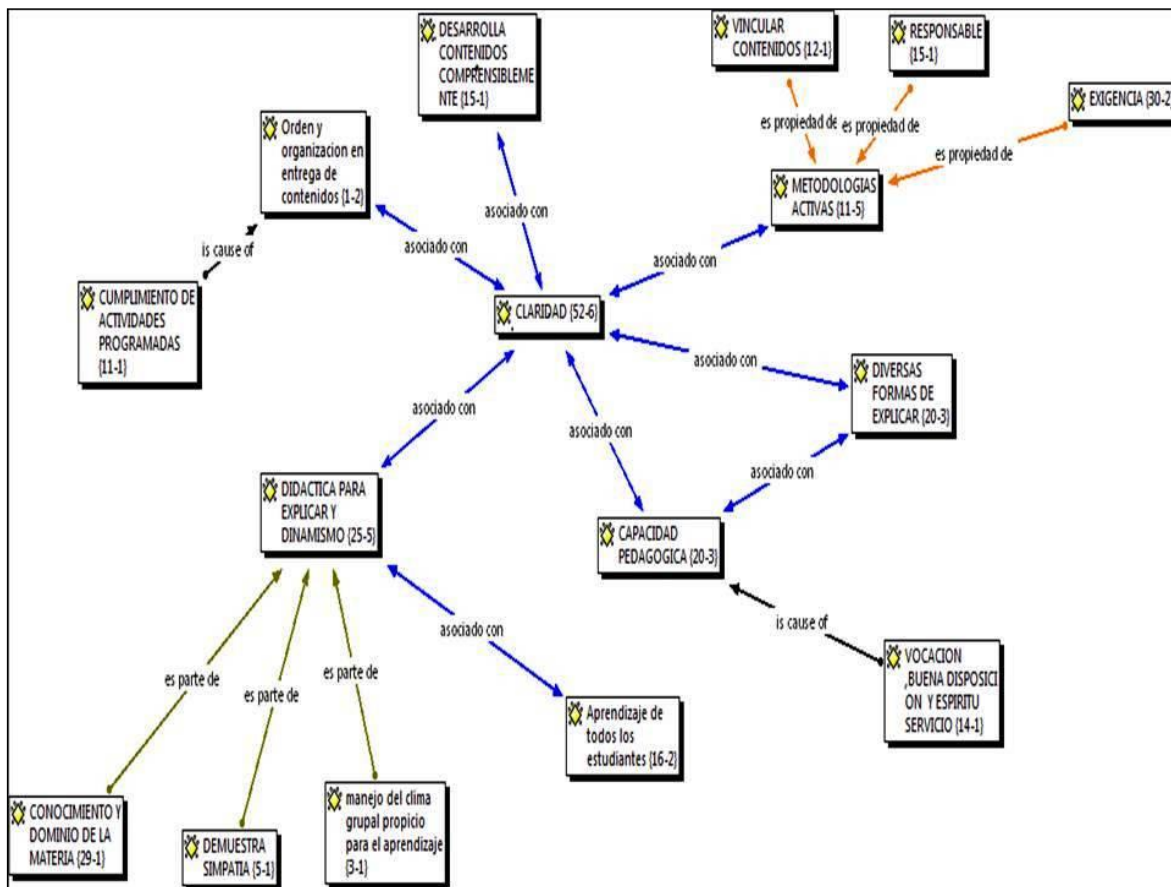 DESARROLLA
CONTENIDOS
COMPRENSIBLEME
NTE {15-1}
VINCULAR
CONTENIDOS {12-1}
RESPONSABLE
{15-1}
EXIGENCIA {30-2}
es propiedad de
es propiedad de
es propiedad de
Orden y
organizacion en
entrega de
contenidos {1-2}
METODOLOGIAS
ACTIVAS {11-5}
asociado con
is cause of
asociado con
asociado con
CUMPLIMIENTO DE
ACTIVIDADES
PROGRAMADAS
{11-1}
CLARIDAD {52-6}
asociado con
DIVERSAS
FORMAS DE
EXPLICAR {20-3}
asociado con
asociado con
asociado con
DIDACTICA PARA
EXPLICAR Y
DINAMISMO {25-5}
CAPACIDAD
PEDAGOGICA {20-3}
is cause of
asociado con
VOCACION
,BUENA DISPOSICI
ON Y ESPIRITU
SERVICIO {14-1}
es parte de
es parte de
es parte de
Aprendizaje de
todos los
estudiantes {16-2}
CONOCIMIENTO Y
DOMINIO DE LA
MATERIA {29-1}
DEMUESTRA
SIMPATIA {5-1}
manejo del clima
grupal propicio
para el aprendizaje
{3-1}